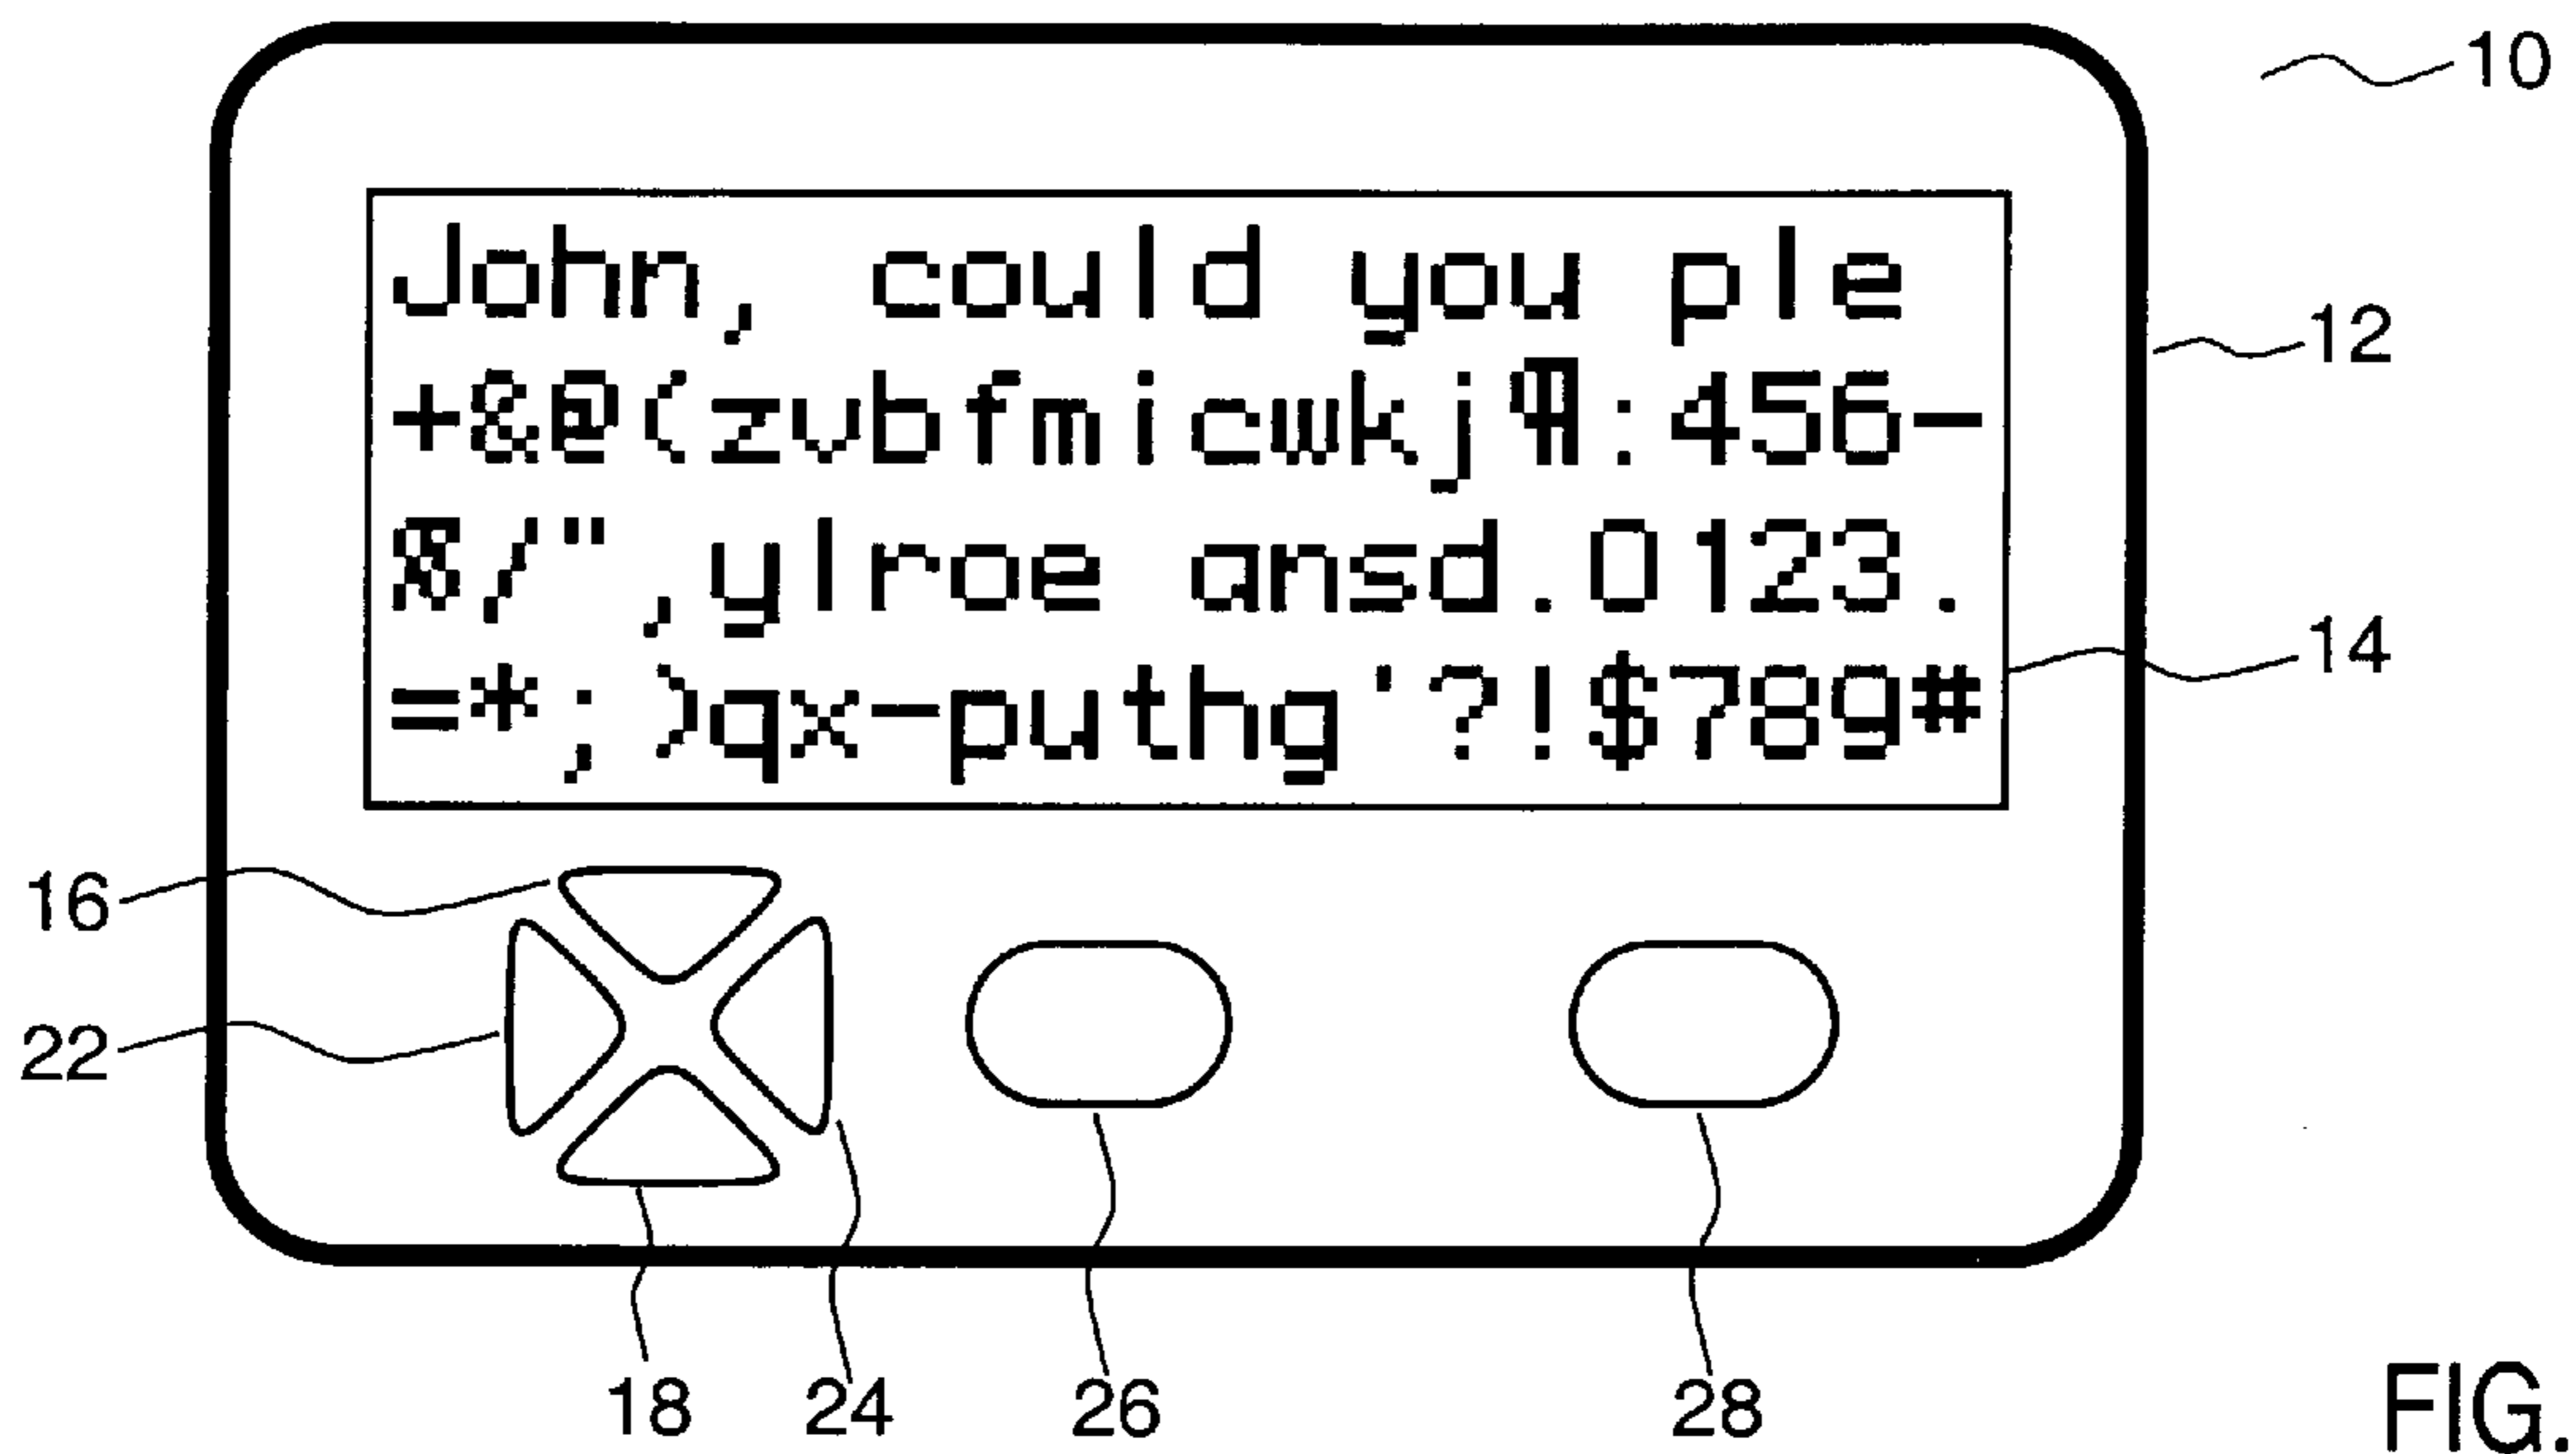 10
John, could you ple
12
+&@(zvbfmicwkj¶:456-
/",ylroe ansd.0123.
14
=*;)qx-puthg'?!$789#
16
22
18 24 26 28
FIG.